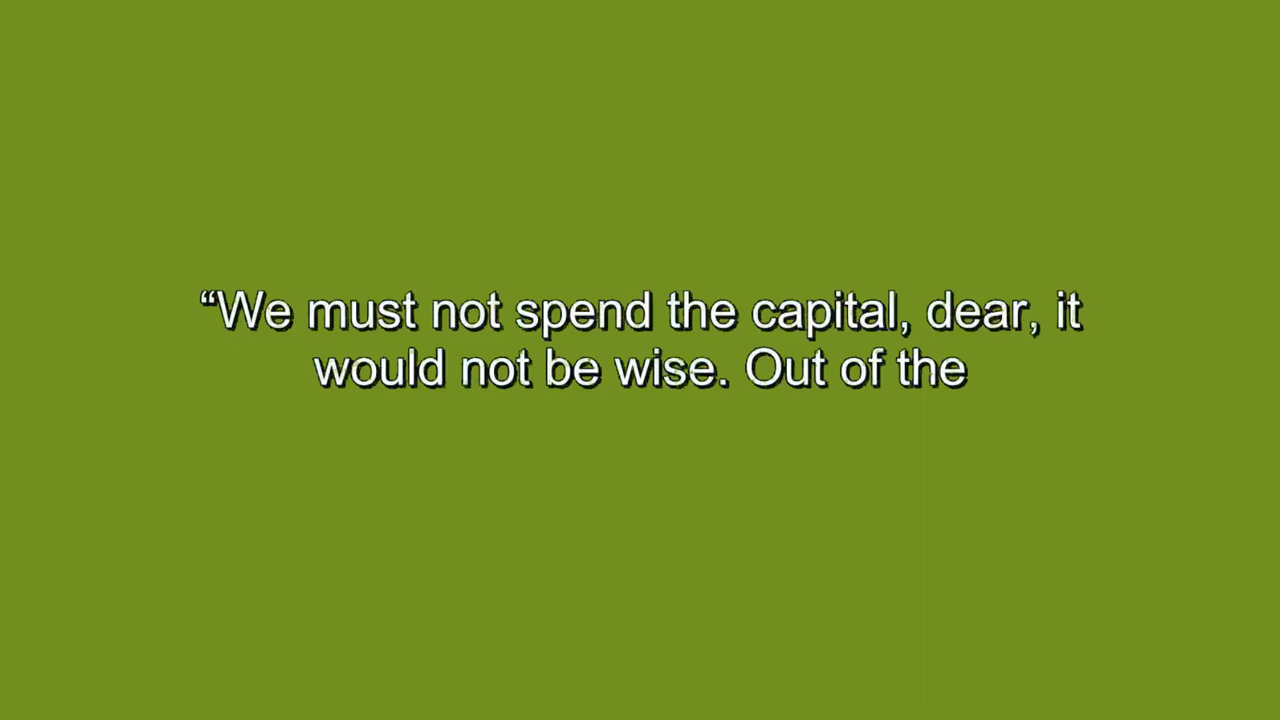 “We must not spend the capital, dear, it
would not be wise. Out of the